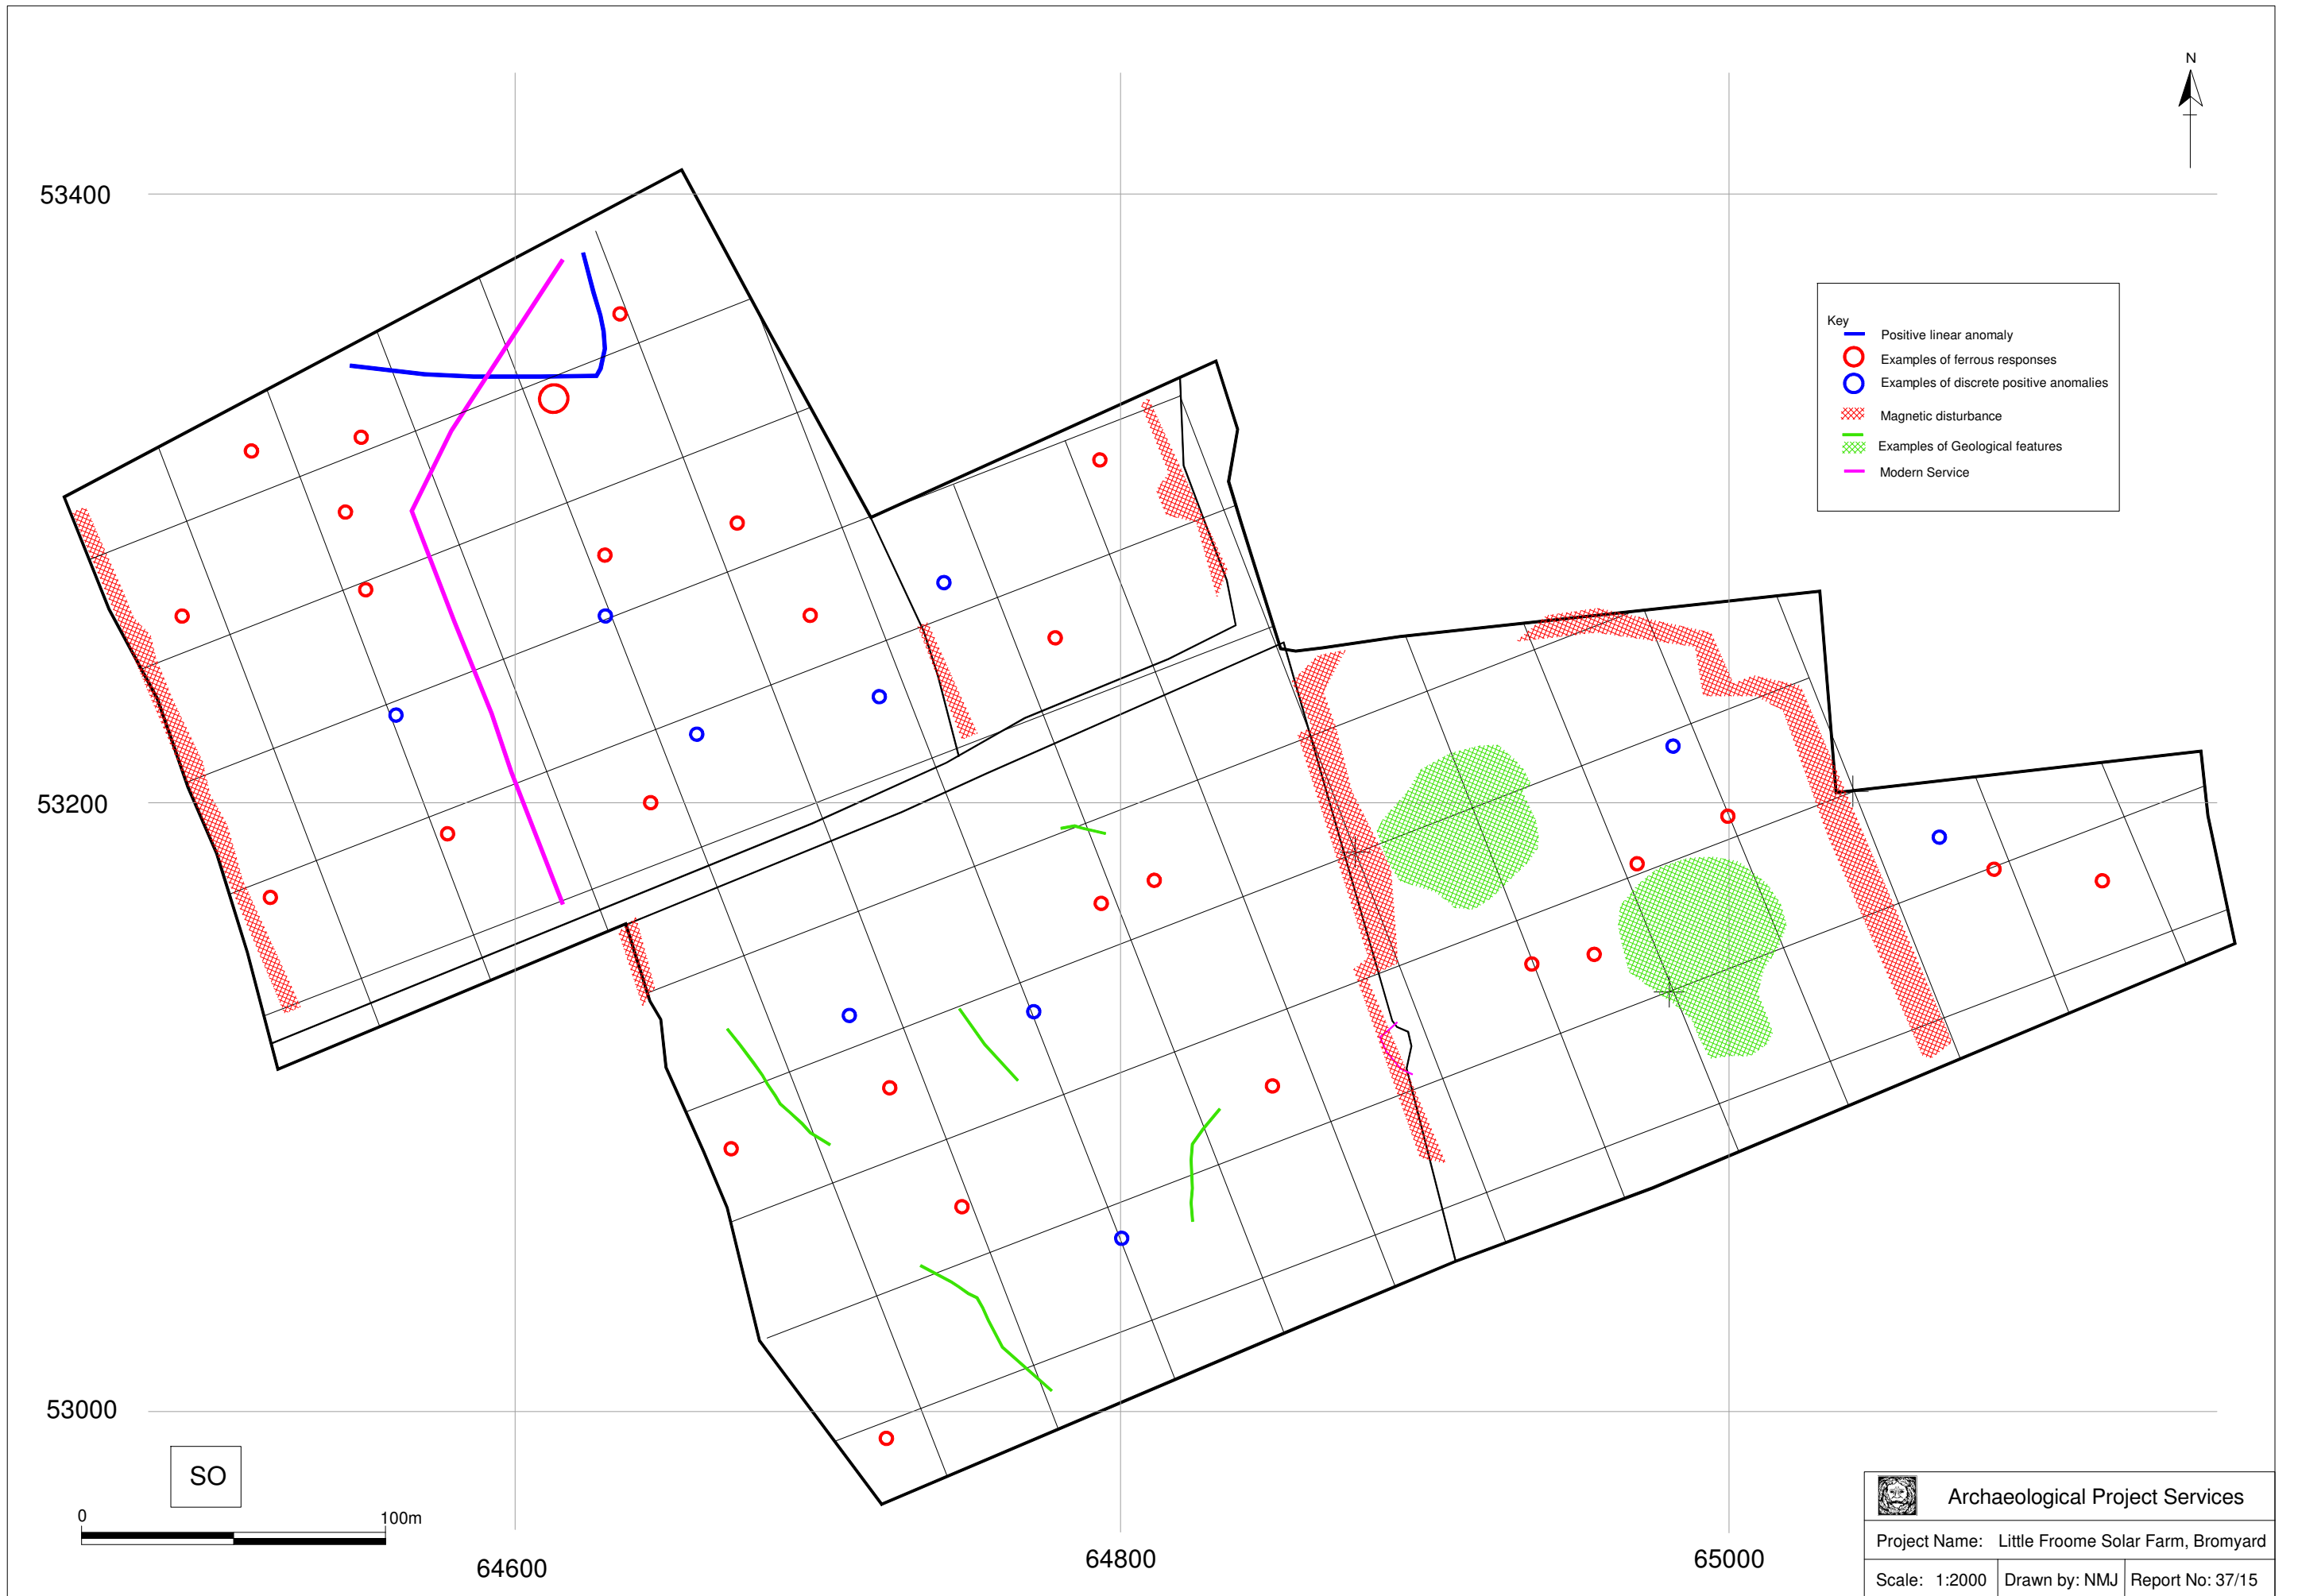 N
53400
Key
Positive linear anomaly
Examples of ferrous responses
Examples of discrete positive anomalies
Magnetic disturbance
Examples of Geological features
Modern Service
53200
53000
SO
0 100m
64600
64800
65000
Archaeological Project Services
Project Name: Little Froome Solar Farm, Bromyard
Scale: 1:2000 Drawn by: NMJ Report No: 37/15